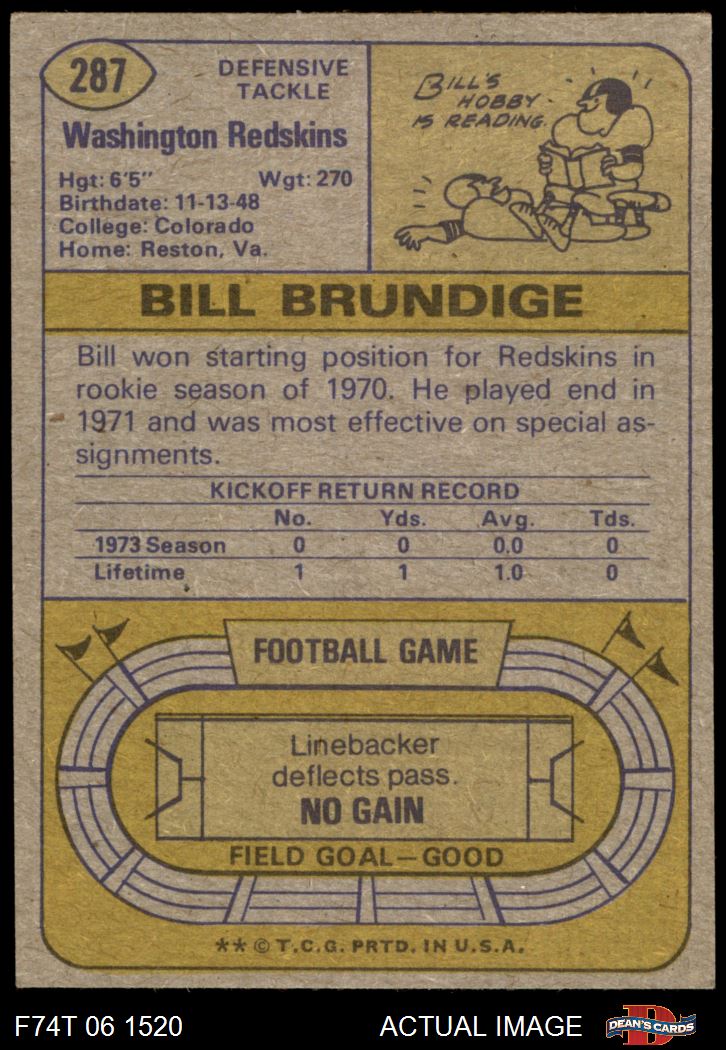 287
DEFENSIVE
TACKLE
Washington Redskins
Hgt: 6'5" Wgt: 270
Birthdate: 11-13-48
College: Colorado
Home: Reston, Va.
BILL'S
HOBBY
IS READING.
BILL BRUNDIGE
Bill won starting position for Redskins in
rookie season of 1970. He played end in
1971 and was most effective on special as-
signments.
KICKOFF RETURN RECORD
No. Yds. Avg. Tds.
1973 Season 0 0 0.0 0
Lifetime 1 1 1.0 0
FOOTBALL GAME
Linebacker
deflects pass.
NO GAIN
FIELD GOAL—GOOD
** © T.C.G. PRTD. IN U.S.A.
F74T 06 1520 ACTUAL IMAGE
D
DEAN'S CARDS